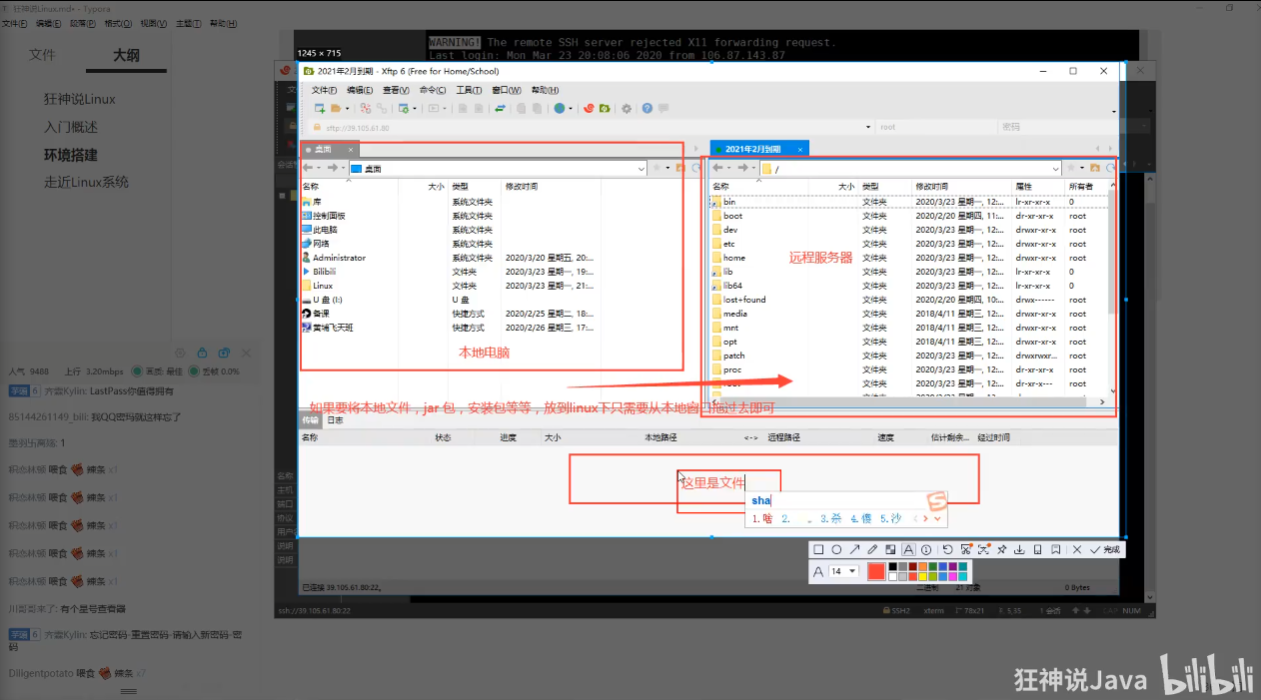 狂神说Linux.md• - Typora
文件(F) 编辑(E) 段落(P) 格式(O) 视图(V) 主题(T) 帮助(H)
文件 大纲
狂神说Linux
入门概述
环境搭建
走近Linux系统
WARNING! The remote SSH server rejected X11 forwarding request.
Last login: Mon Mar 23 20:08:06 2020 from 106.87.143.87
1245 × 715
2021年2月到期 - Xftp 6 (Free for Home/School)
文件(F) 编辑(E) 查看(V) 命令(C) 工具(T) 窗口(W) 帮助(H)
sftp://39.105.61.80 root 密码
桌面
桌面
名称 大小 类型 修改时间
库 系统文件夹
控制面板 系统文件夹
此电脑 系统文件夹
网络 系统文件夹
Administrator 系统文件夹 2020/3/20 星期五, 20:...
Bilibili 文件夹 2020/3/23 星期一, 19:...
Linux 文件夹 2020/3/23 星期一, 21:...
U 盘 (I:) U 盘
备课 快捷方式 2020/2/25 星期二, 18:...
黄埔飞天班 快捷方式 2020/2/26 星期三, 17:...
本地电脑
2021年2月到期
/
名称 大小 类型 修改时间 属性 所有者
bin 文件夹 2020/3/23 星期一, 12:... lr-xr-xr-x 0
boot 文件夹 2020/2/20 星期四, 11:... dr-xr-xr-x root
dev 文件夹 2020/3/23 星期一, 12:... drwxr-xr-x root
etc 文件夹 2020/3/23 星期一, 12:... drwxr-xr-x root
home 文件夹 2020/3/23 星期一, 12:... drwxr-xr-x root
lib 文件夹 2020/3/23 星期一, 12:... lr-xr-xr-x 0
lib64 文件夹 2020/3/23 星期一, 12:... lr-xr-xr-x 0
lost+found 文件夹 2020/2/20 星期四, 10:... drwx------ root
media 文件夹 2018/4/11 星期三, 12:... drwxr-xr-x root
mnt 文件夹 2018/4/11 星期三, 12:... drwxr-xr-x root
opt 文件夹 2018/4/11 星期三, 12:... drwxr-xr-x root
patch 文件夹 2020/3/23 星期一, 12:... drwxrwxr... root
proc 文件夹 2020/3/23 星期一, 12:... dr-xr-xr-x root
文件夹 2020/3/23 星期一, 12:... dr-xr-x--- root
远程服务器
如果要将本地文件，jar 包，安装包等等，放到linux下只需要从本地窗口拖过去即可
传输 日志
名称 状态 进度 大小 本地路径 <-> 远程路径 速度 估计剩余... 经过时间
这里是文件
sha
1.啥 2. 3.杀 4.傻 5.沙
14 完成
已连接 39.105.61.80:22。 二进制 21 对象 0 Bytes
ssh://39.105.61.80:22 SSH2 xterm 78x21 5,35 1 会话 CAP NUM
人气 9488 上行 3.20mbps 画质: 最佳 丢帧 0.0%
学谱 6 齐雲Kylin: LastPass你值得拥有
85144261149_bili: 我QQ密码就这样忘了
桐恋林顿 喂食 辣条 x3
桐恋林顿 喂食 辣条 x1
桐恋林顿 喂食 辣条 x1
桐恋林顿 喂食 辣条 x1
桐恋林顿 喂食 辣条 x1
川哥哥来了: 有个星号查看器
学谱 6 齐雲Kylin: 忘记密码-重置密码-请输入新密码-密
码
Diligentpotato 喂食 辣条 x7
狂神说Java bilibili